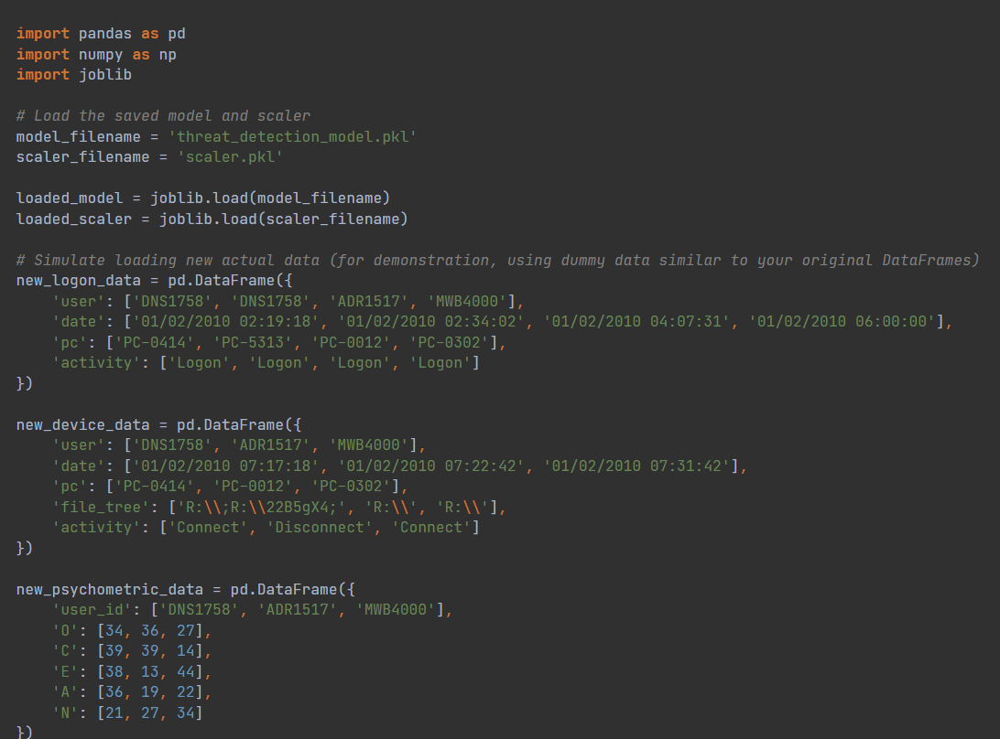 import pandas as pd
import numpy as np
import joblib

# Load the saved model and scaler
model_filename = 'threat_detection_model.pkl'
scaler_filename = 'scaler.pkl'

loaded_model = joblib.load(model_filename)
loaded_scaler = joblib.load(scaler_filename)

# Simulate loading new actual data (for demonstration, using dummy data similar to your original DataFrames)
new_logon_data = pd.DataFrame({
    'user': ['DNS1758', 'DNS1758', 'ADR1517', 'MWB4000'],
    'date': ['01/02/2010 02:19:18', '01/02/2010 02:34:02', '01/02/2010 04:07:31', '01/02/2010 06:00:00'],
    'pc': ['PC-0414', 'PC-5313', 'PC-0012', 'PC-0302'],
    'activity': ['Logon', 'Logon', 'Logon', 'Logon']
})

new_device_data = pd.DataFrame({
    'user': ['DNS1758', 'ADR1517', 'MWB4000'],
    'date': ['01/02/2010 07:17:18', '01/02/2010 07:22:42', '01/02/2010 07:31:42'],
    'pc': ['PC-0414', 'PC-0012', 'PC-0302'],
    'file_tree': ['R:\\;R:\\22B5gX4;', 'R:\\', 'R:\\'],
    'activity': ['Connect', 'Disconnect', 'Connect']
})

new_psychometric_data = pd.DataFrame({
    'user_id': ['DNS1758', 'ADR1517', 'MWB4000'],
    'O': [34, 36, 27],
    'C': [39, 39, 14],
    'E': [38, 13, 44],
    'A': [36, 19, 22],
    'N': [21, 27, 34]
})